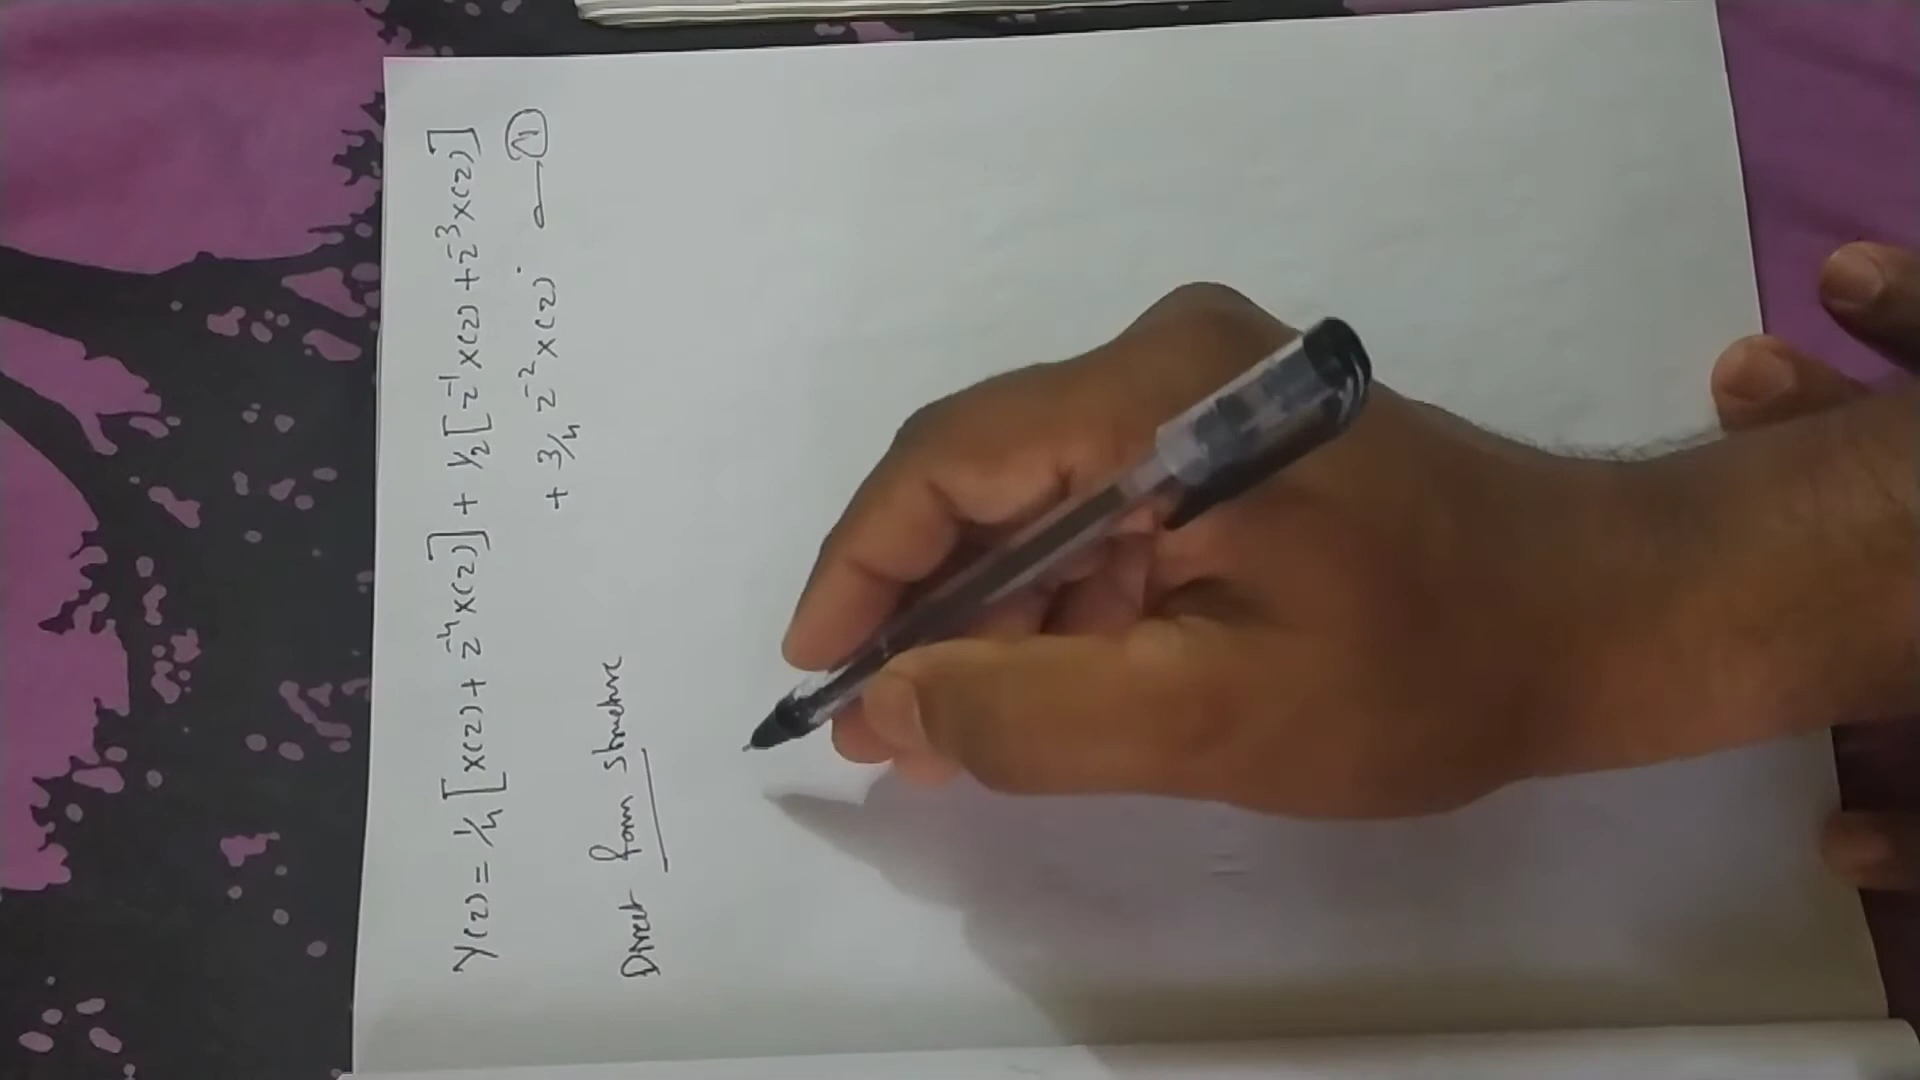 Y(z) = 1/4 [X(z) + z⁻⁴ X(z)] + 1/2 [z⁻¹ X(z) + z⁻³ X(z)]
+ 3/4 z⁻² X(z) — ①
Direct form structure